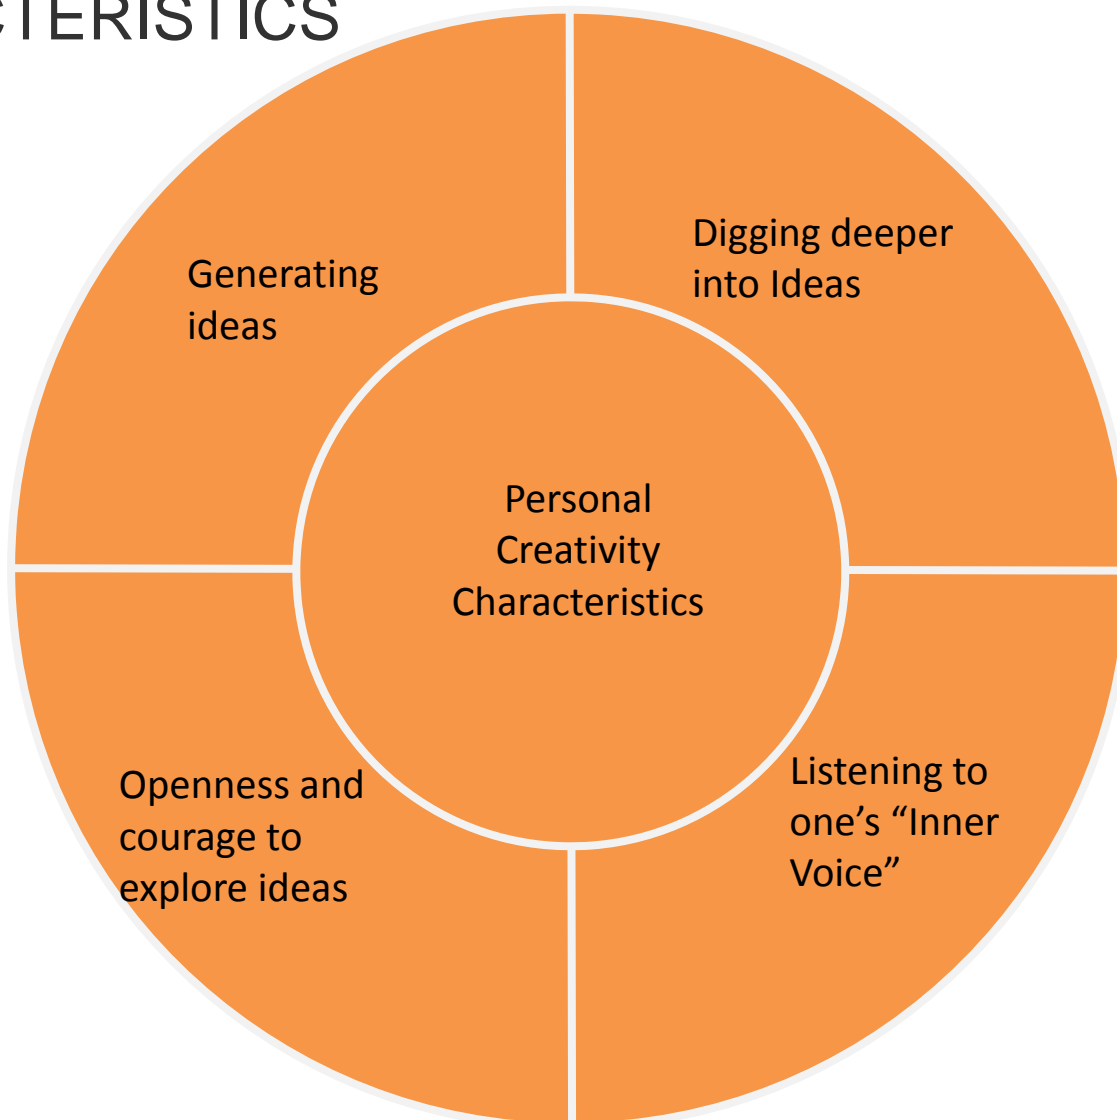 CTERISTICS
Generating
ideas
Digging deeper
into Ideas
Personal
Creativity
Characteristics
Openness and
courage to
explore ideas
Listening to
one’s “Inner
Voice”